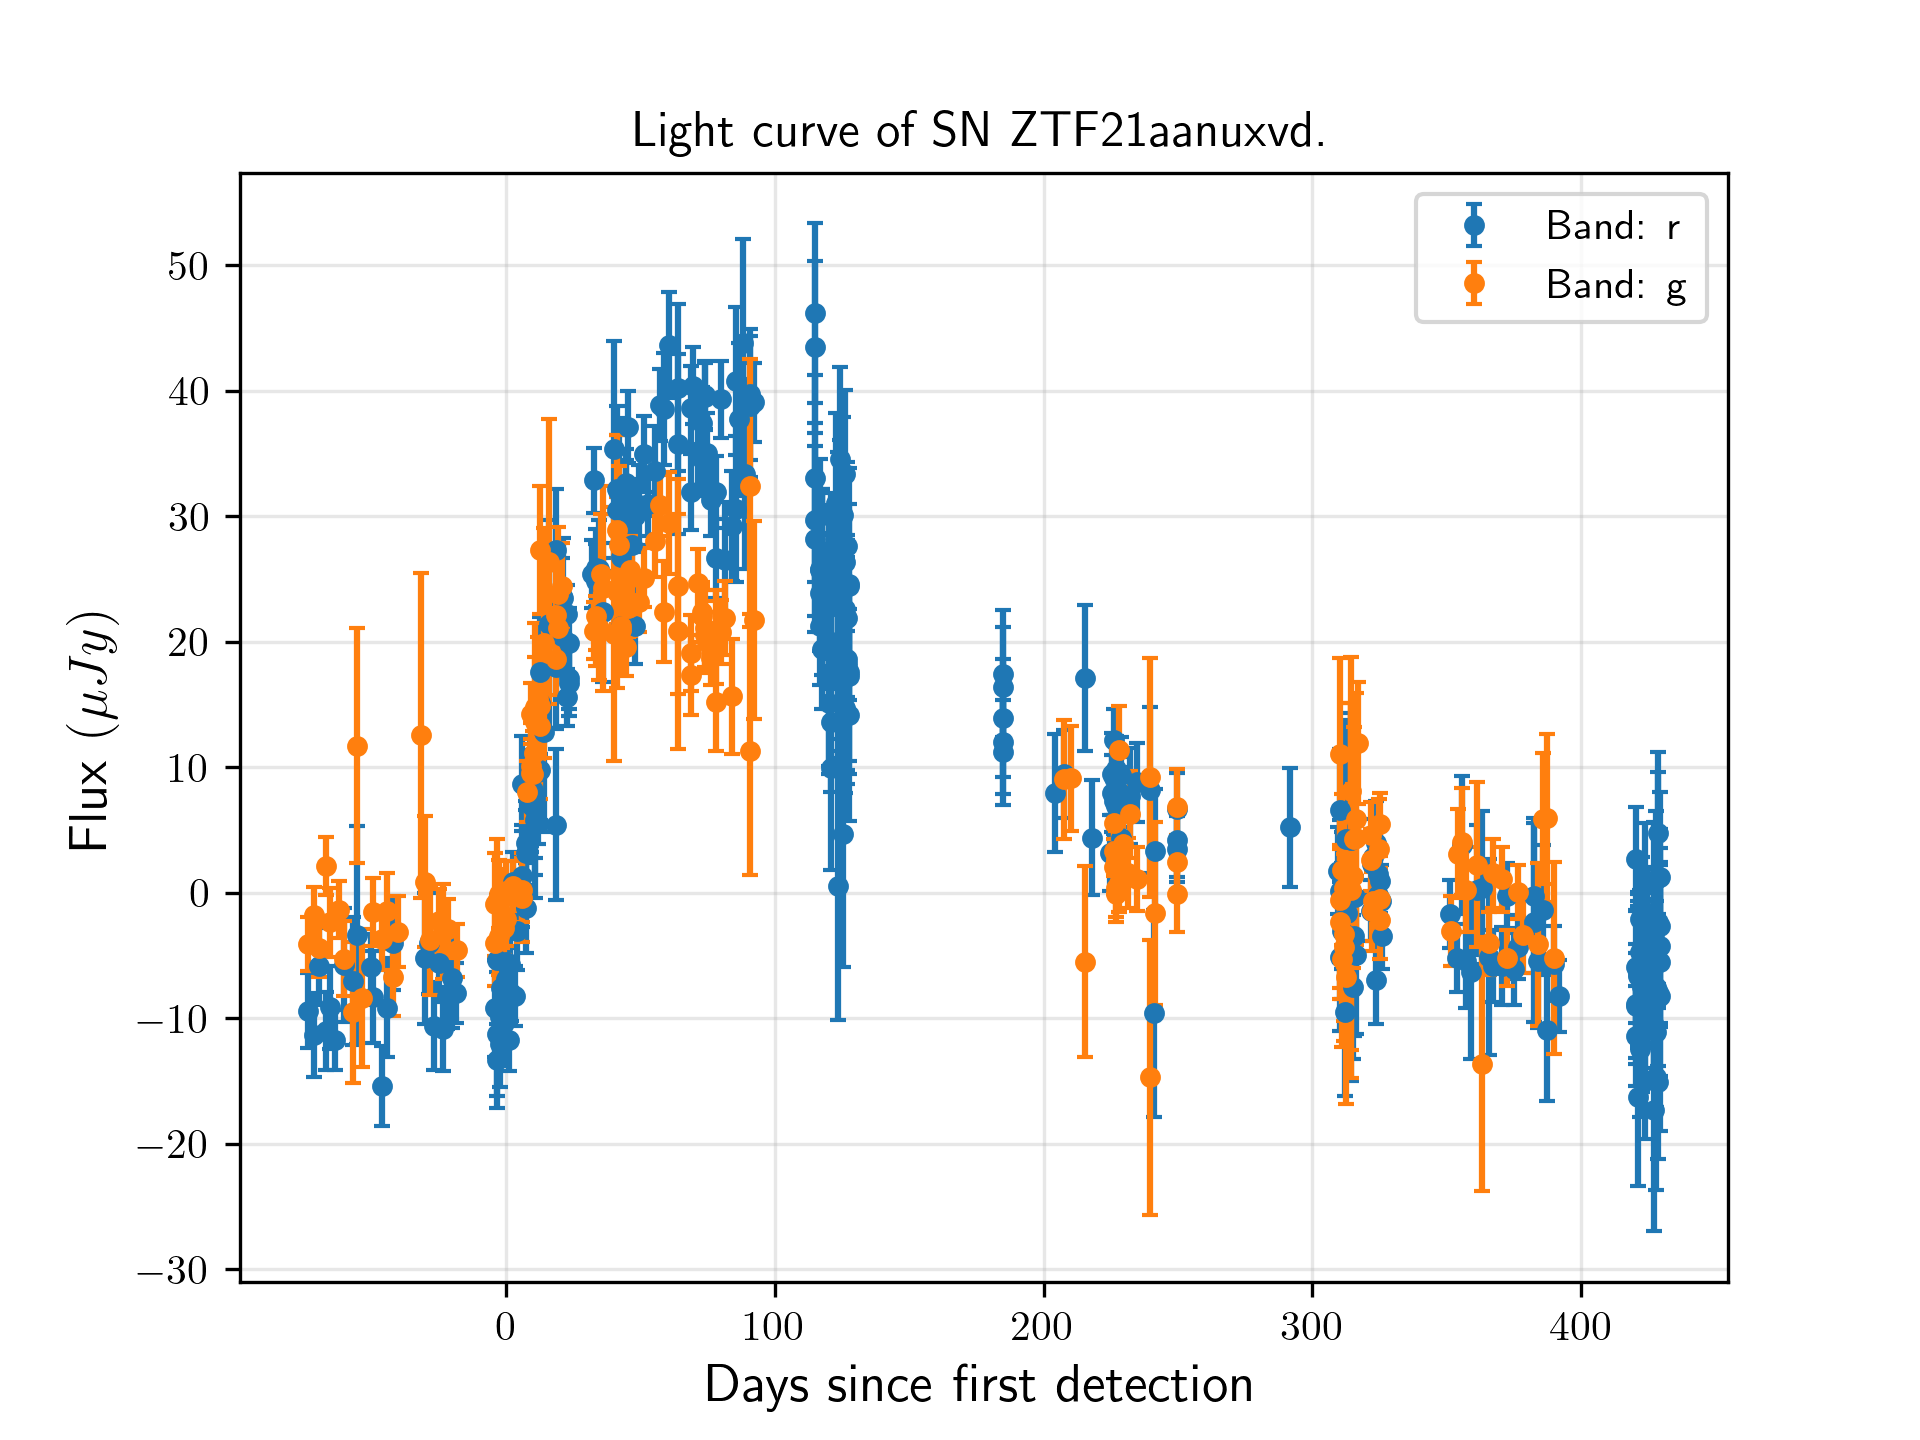 Light curve of SN ZTF21aanuxvd.
Band: r
Band: g
50
40
30
20
10
0
−10
−20
−30
Flux (μJy)
0 100 200 300 400
Days since first detection